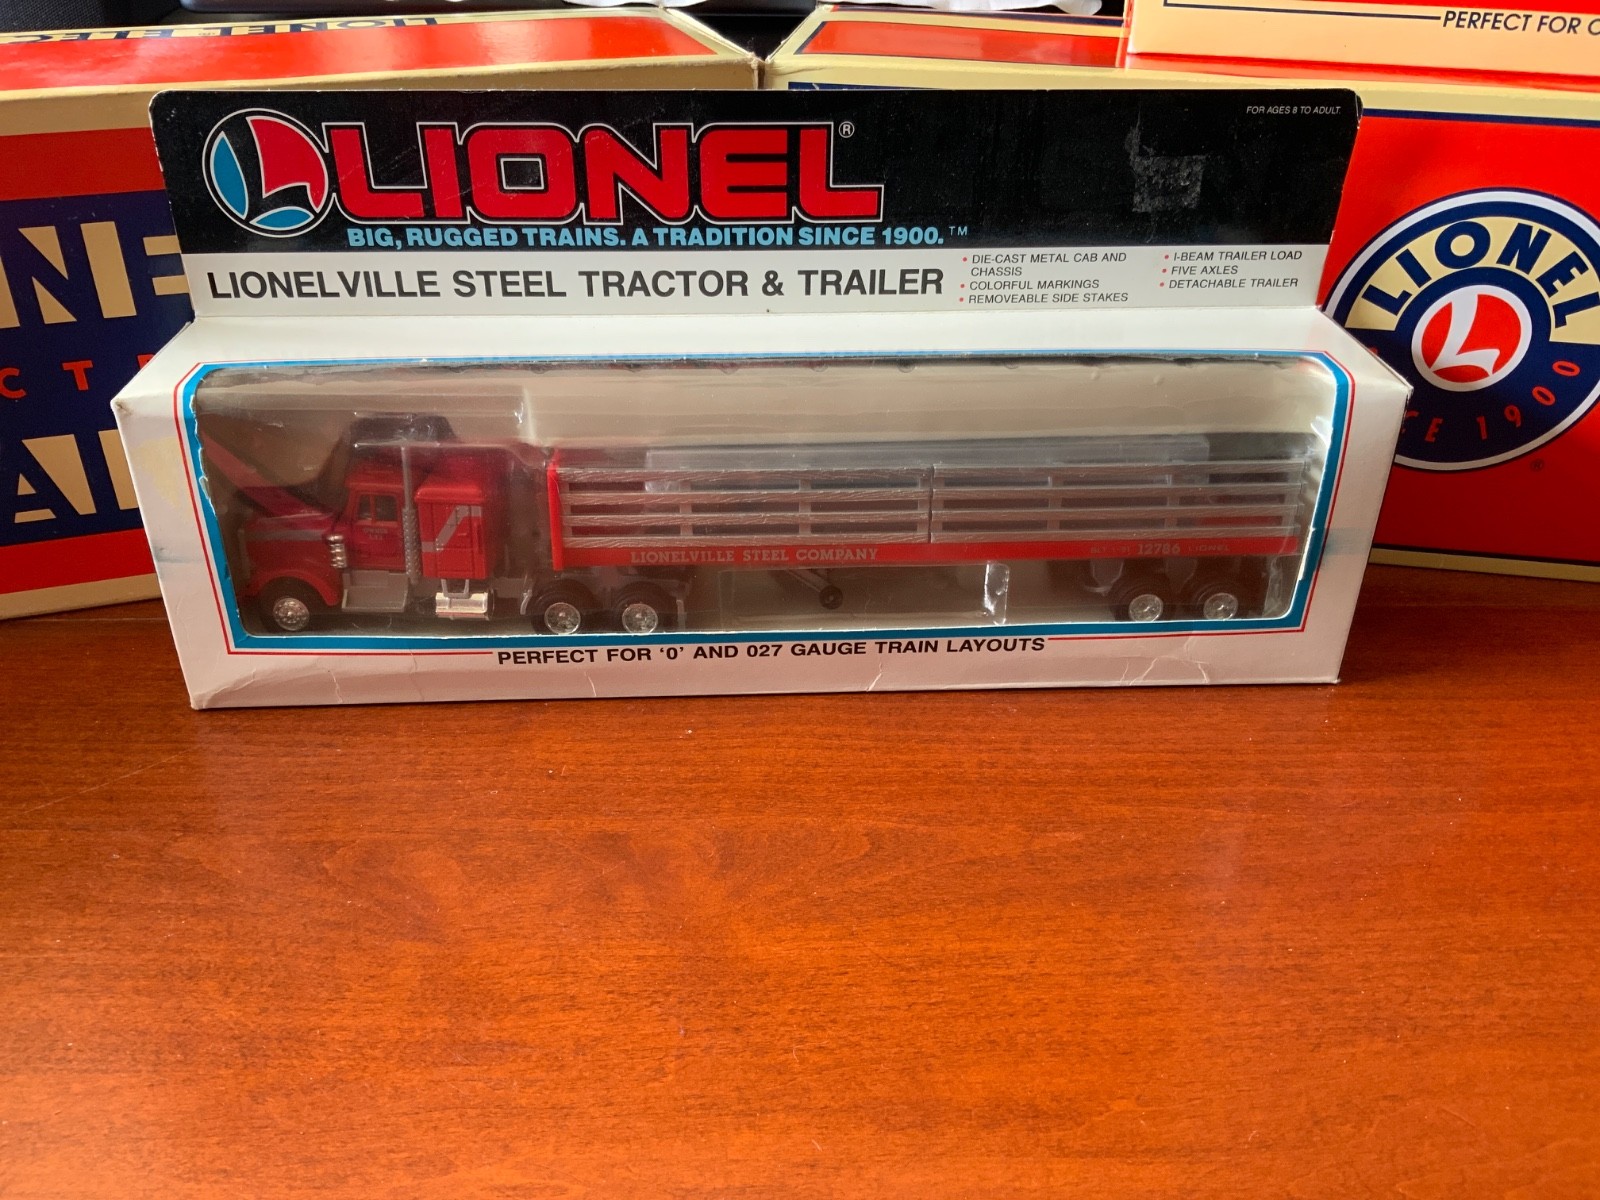 PERFECT FOR
LIONEL®
FOR AGES 8 TO ADULT.
BIG, RUGGED TRAINS. A TRADITION SINCE 1900.™
LIONELVILLE STEEL TRACTOR & TRAILER
• DIE-CAST METAL CAB AND
CHASSIS
• COLORFUL MARKINGS
• REMOVEABLE SIDE STAKES
• I-BEAM TRAILER LOAD
• FIVE AXLES
• DETACHABLE TRAILER
LIONELVILLE STEEL COMPANY
12786 LIONEL
PERFECT FOR ‘0’ AND 027 GAUGE TRAIN LAYOUTS
LIONEL
1900
®